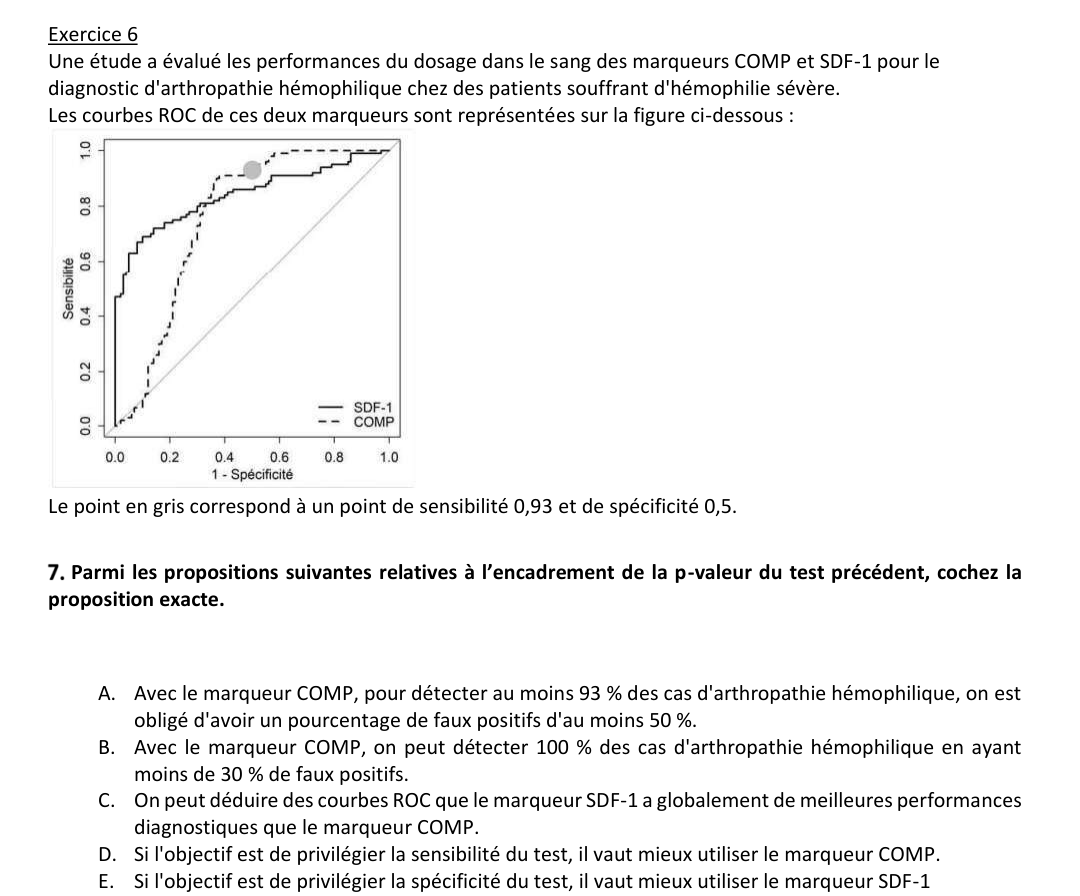 Exercice 6
Une étude a évalué les performances du dosage dans le sang des marqueurs COMP et SDF-1 pour le
diagnostic d'arthropathie hémophilique chez des patients souffrant d'hémophilie sévère.
Les courbes ROC de ces deux marqueurs sont représentées sur la figure ci-dessous :
1.0
0.8
0.6
0.4
0.2
0.0
Sensibilité
SDF-1
COMP
0.0 0.2 0.4 0.6 0.8 1.0
1 - Spécificité
Le point en gris correspond à un point de sensibilité 0,93 et de spécificité 0,5.
7. Parmi les propositions suivantes relatives à l’encadrement de la p-valeur du test précédent, cochez la
proposition exacte.
A. Avec le marqueur COMP, pour détecter au moins 93 % des cas d'arthropathie hémophilique, on est
obligé d'avoir un pourcentage de faux positifs d'au moins 50 %.
B. Avec le marqueur COMP, on peut détecter 100 % des cas d'arthropathie hémophilique en ayant
moins de 30 % de faux positifs.
C. On peut déduire des courbes ROC que le marqueur SDF-1 a globalement de meilleures performances
diagnostiques que le marqueur COMP.
D. Si l'objectif est de privilégier la sensibilité du test, il vaut mieux utiliser le marqueur COMP.
E. Si l'objectif est de privilégier la spécificité du test, il vaut mieux utiliser le marqueur SDF-1